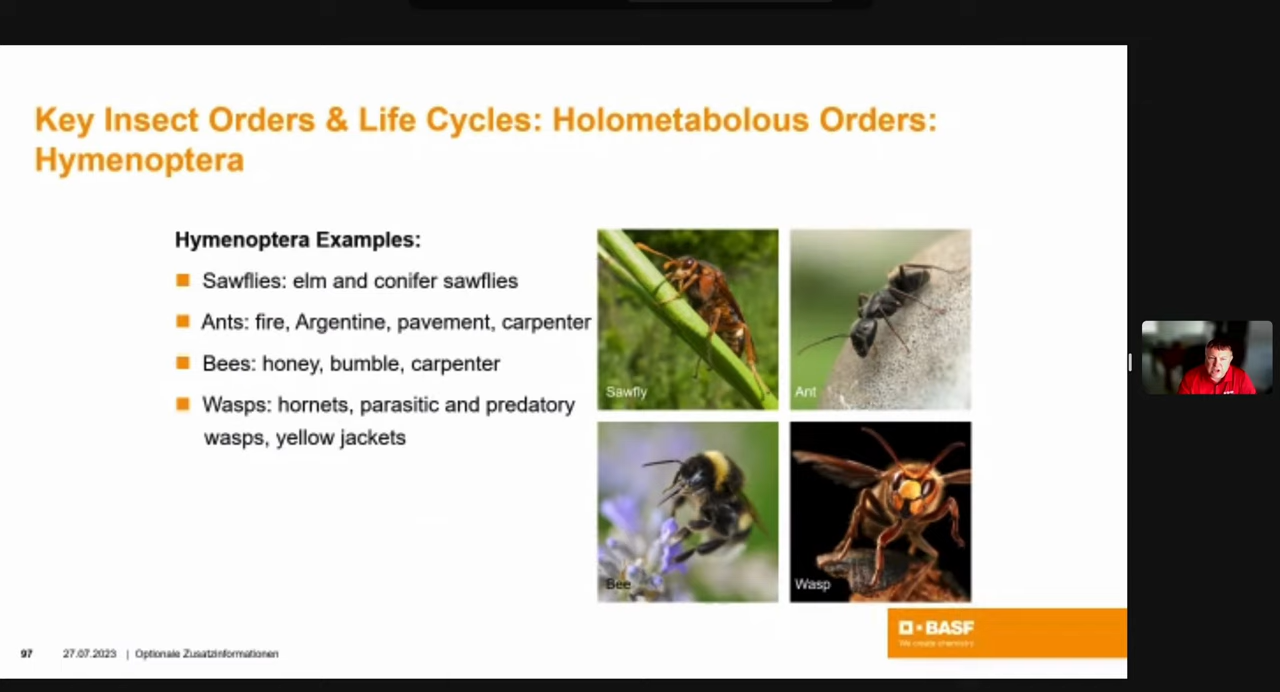 Key Insect Orders & Life Cycles: Holometabolous Orders:
Hymenoptera
Hymenoptera Examples:
Sawflies: elm and conifer sawflies
Ants: fire, Argentine, pavement, carpenter
Bees: honey, bumble, carpenter
Wasps: hornets, parasitic and predatory
wasps, yellow jackets
Sawfly
Ant
Bee
Wasp
BASF
We create chemistry
97 27.07.2023 | Optionale Zusatzinformationen